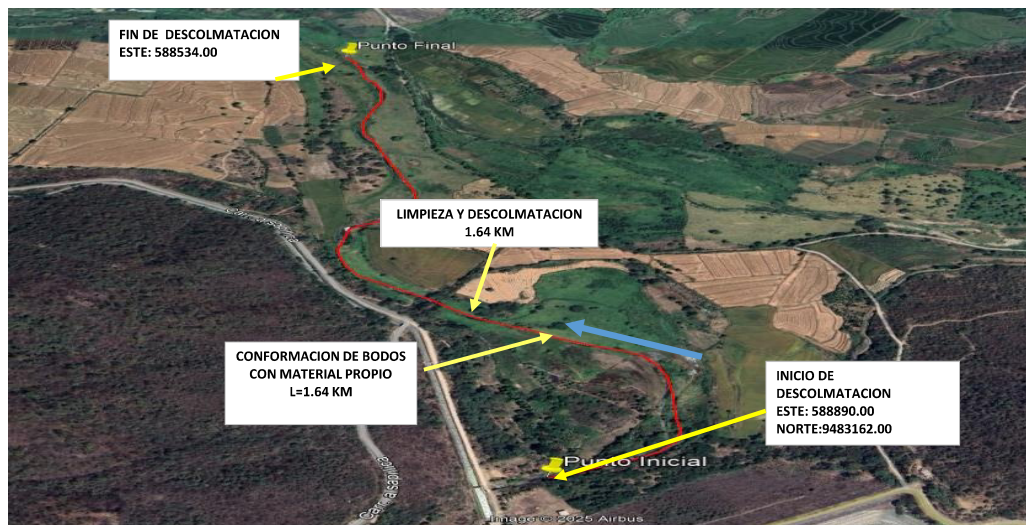 FIN DE DESCOLMATACION
ESTE: 588534.00
Punto Final
LIMPIEZA Y DESCOLMATACION
1.64 KM
CONFORMACION DE BODOS
CON MATERIAL PROPIO
L=1.64 KM
INICIO DE
DESCOLMATACION
ESTE: 588890.00
NORTE:9483162.00
Punto Inicial
Image © 2025 Airbus